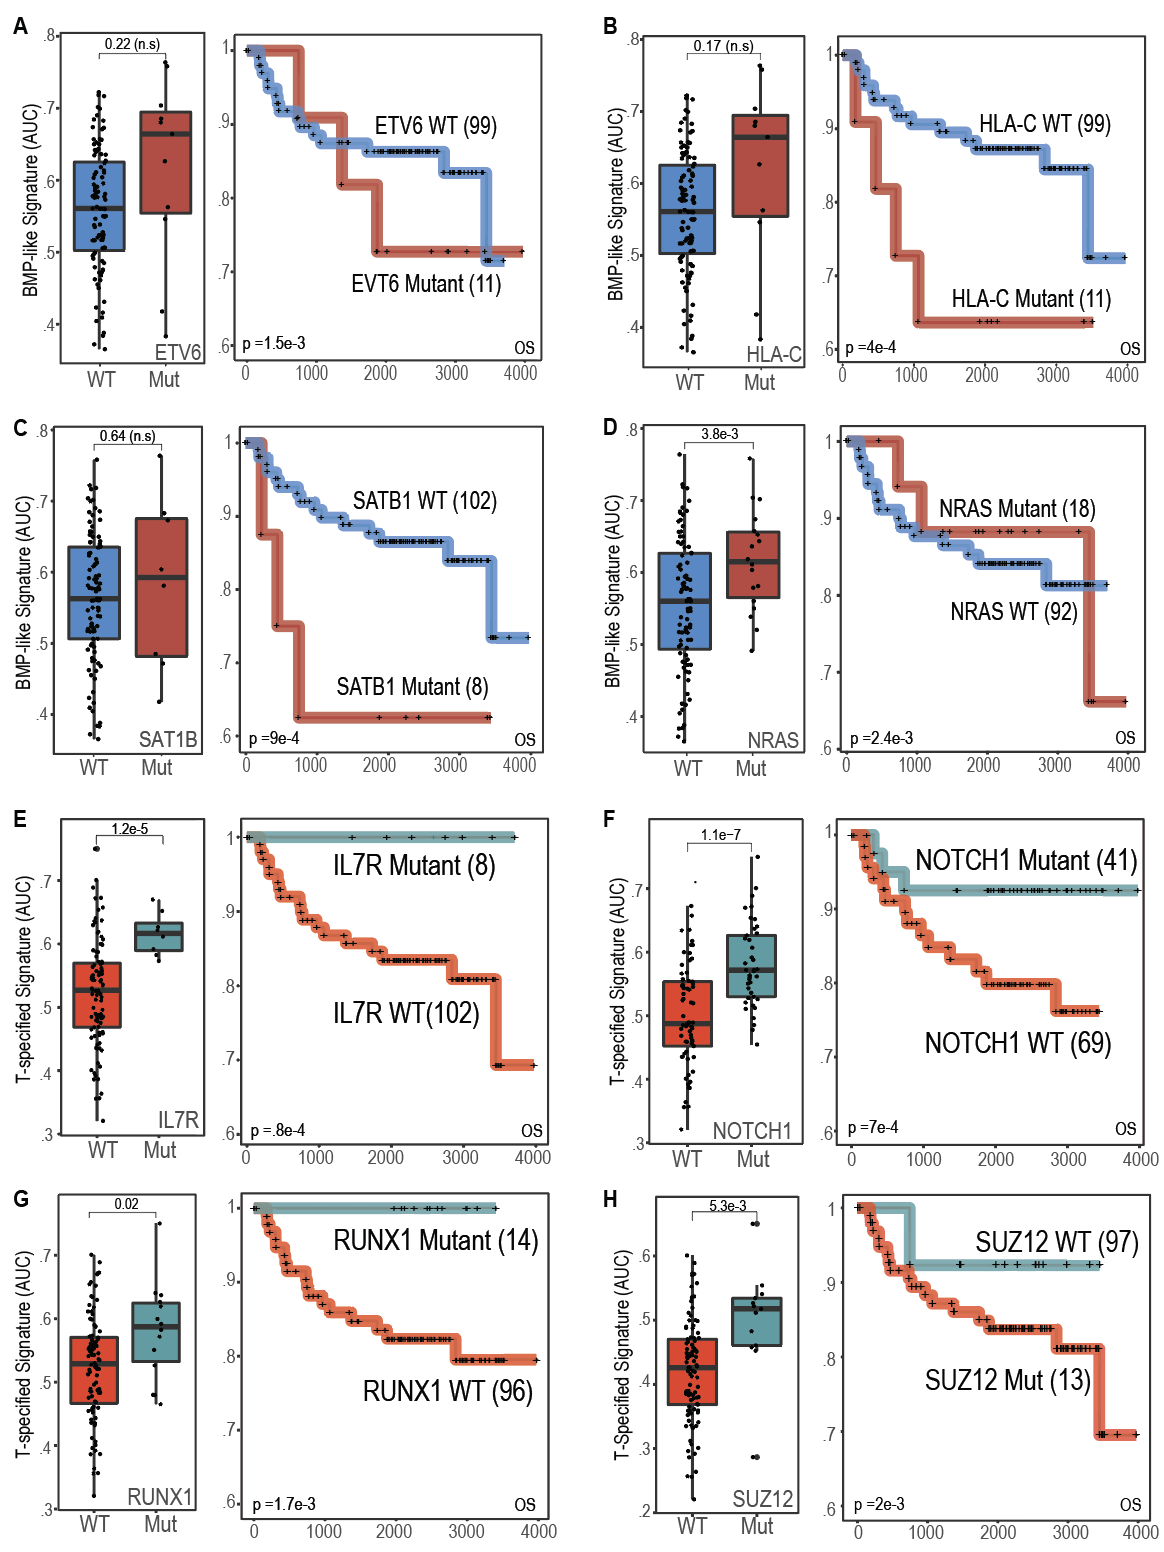 A
BMP-like Signature (AUC)
.8
.7
.6
.5
.4
0.22 (n.s)
ETV6
WT Mut
1
.9
.8
.7
.6
ETV6 WT (99)
EVT6 Mutant (11)
p =1.5e-3
OS
0 1000 2000 3000 4000
B
BMP-like Signature (AUC)
.8
.7
.6
.5
.4
0.17 (n.s)
HLA-C
WT Mut
1
.9
.8
.7
.6
HLA-C WT (99)
HLA-C Mutant (11)
p =4e-4
OS
0 1000 2000 3000 4000
C
BMP-like Signature (AUC)
.8
.7
.6
.5
.4
0.64 (n.s)
SAT1B
WT Mut
1
.9
.8
.7
.6
SATB1 WT (102)
SATB1 Mutant (8)
p =9e-4
OS
0 1000 2000 3000 4000
D
BMP-like Signature (AUC)
.8
.7
.6
.5
.4
3.8e-3
NRAS
WT Mut
1
.9
.8
.7
.6
NRAS Mutant (18)
NRAS WT (92)
p =2.4e-3
OS
0 1000 2000 3000 4000
E
T-specified Signature (AUC)
.7
.6
.5
.4
.3
1.2e-5
IL7R
WT Mut
1
.9
.8
.7
.6
IL7R Mutant (8)
IL7R WT(102)
p =.8e-4
OS
0 1000 2000 3000 4000
F
T-specified Signature (AUC)
.7
.6
.5
.4
.3
1.1e−7
NOTCH1
WT Mut
1
.9
.8
.7
.6
NOTCH1 Mutant (41)
NOTCH1 WT (69)
p =7e-4
OS
0 1000 2000 3000 4000
G
T-specified Signature (AUC)
.7
.6
.5
.4
.3
0.02
RUNX1
WT Mut
1
.9
.8
.7
.6
RUNX1 Mutant (14)
RUNX1 WT (96)
p =1.7e-3
OS
0 1000 2000 3000 4000
H
T-Specified Signature (AUC)
.6
.5
.4
.3
.2
5.3e-3
SUZ12
WT Mut
1
.9
.8
.7
.6
SUZ12 WT (97)
SUZ12 Mut (13)
p =2e-3
OS
0 1000 2000 3000 4000